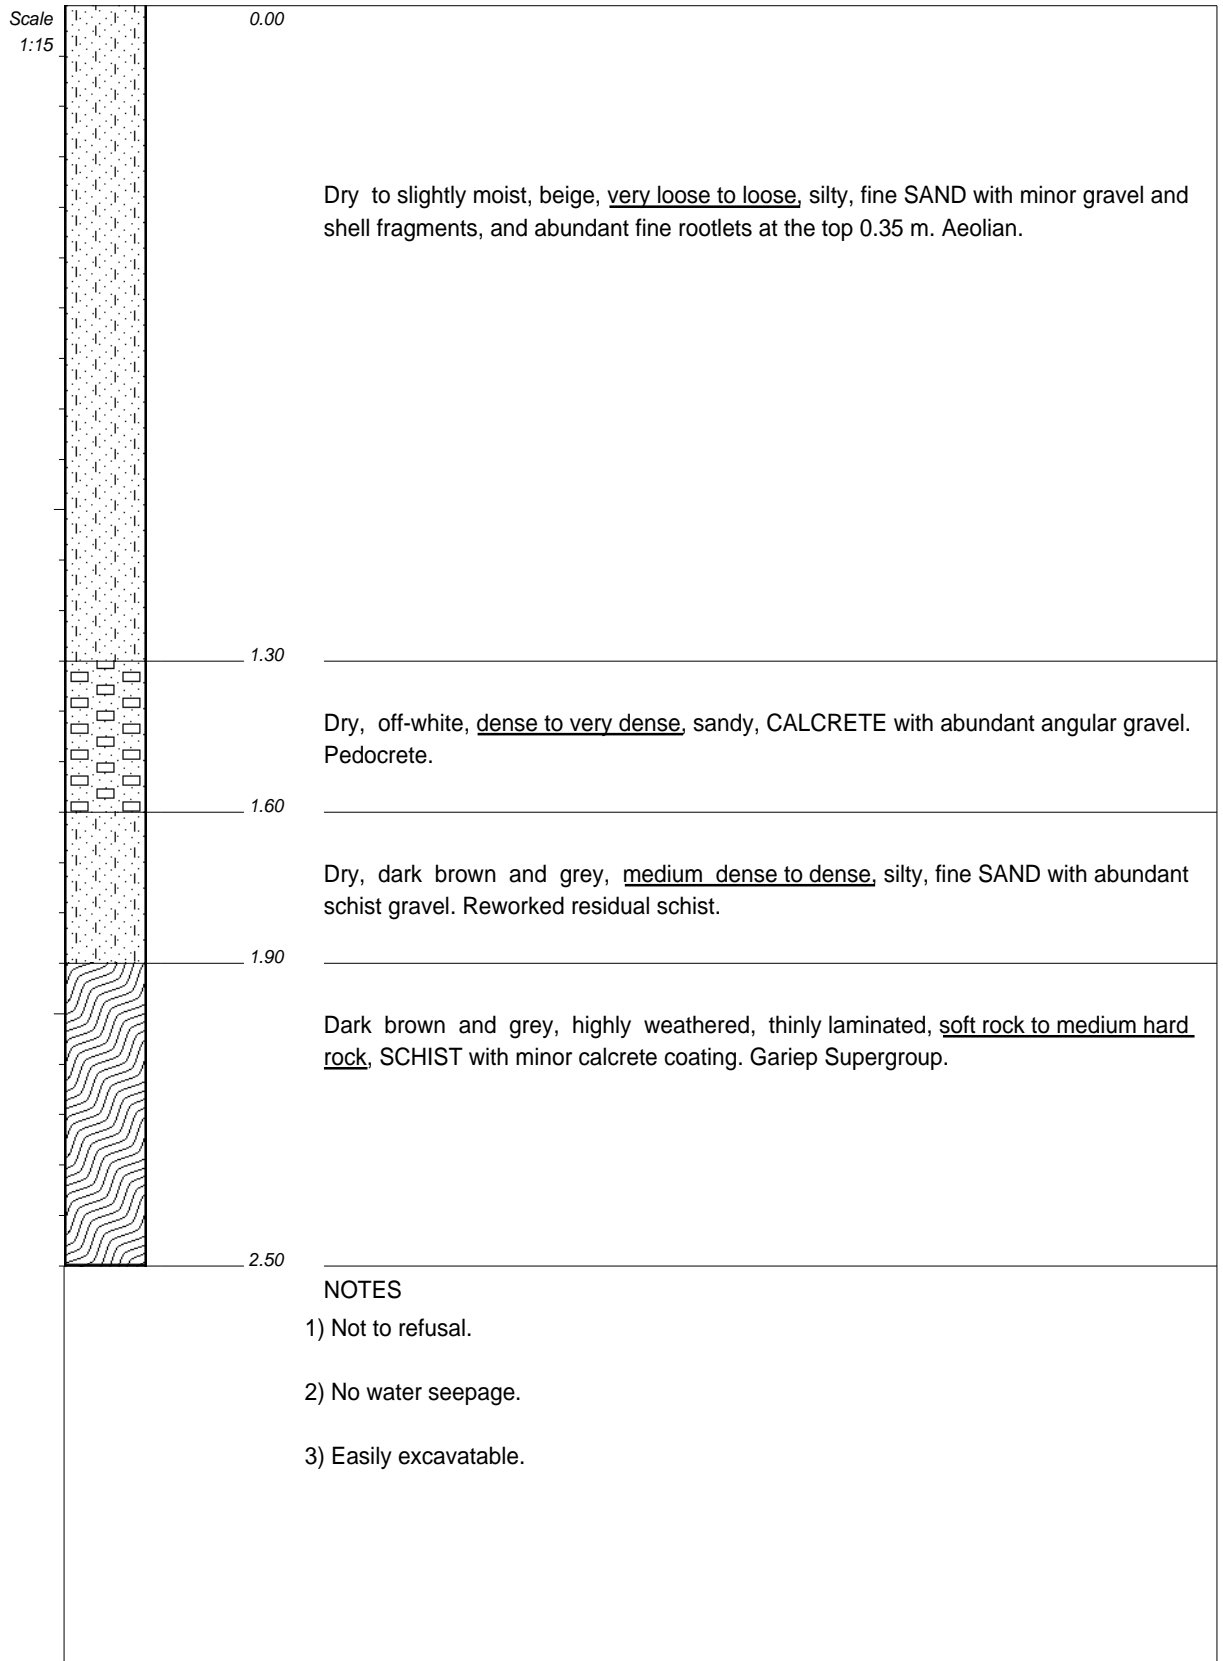 Scale
1:15
0.00
Dry to slightly moist, beige, very loose to loose, silty, fine SAND with minor gravel and
shell fragments, and abundant fine rootlets at the top 0.35 m. Aeolian.
1.30
Dry, off-white, dense to very dense, sandy, CALCRETE with abundant angular gravel.
Pedocrete.
1.60
Dry, dark brown and grey, medium dense to dense, silty, fine SAND with abundant
schist gravel. Reworked residual schist.
1.90
Dark brown and grey, highly weathered, thinly laminated, soft rock to medium hard
rock, SCHIST with minor calcrete coating. Gariep Supergroup.
2.50
NOTES
1) Not to refusal.
2) No water seepage.
3) Easily excavatable.